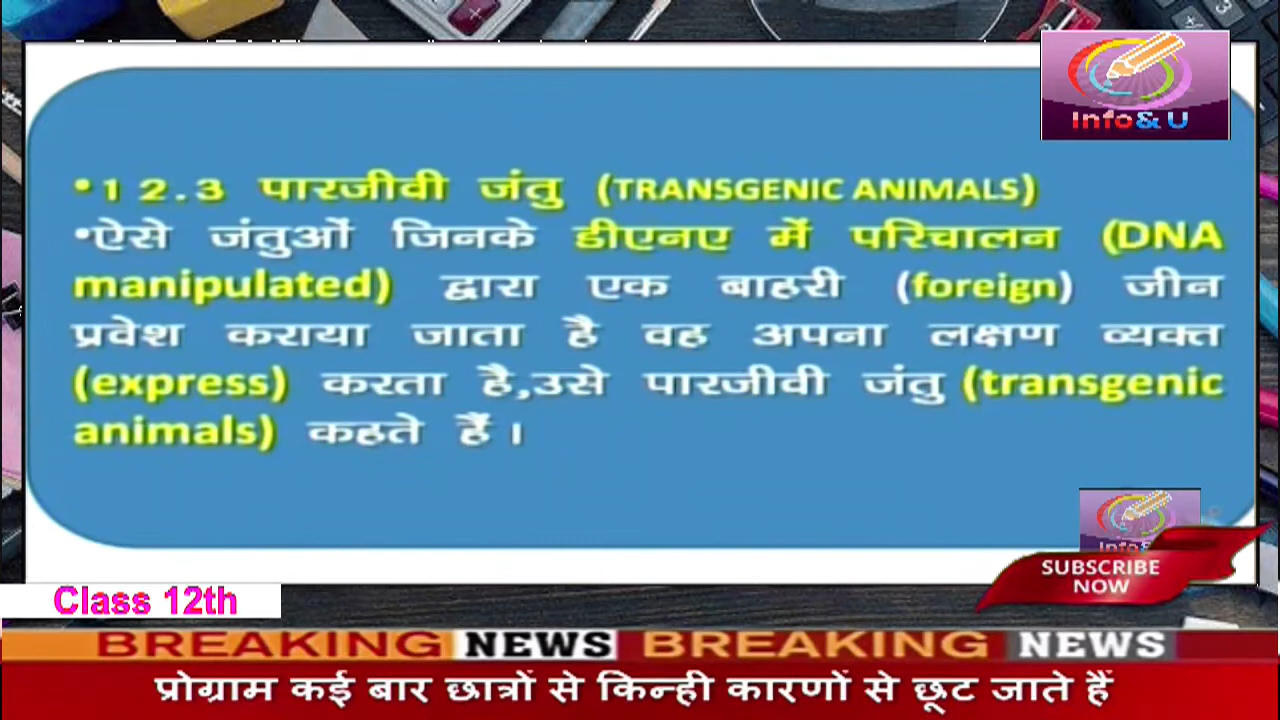 Info& U
•12.3 पारजीवी जंतु (TRANSGENIC ANIMALS)
•ऐसे जंतुओं जिनके डीएनए में परिचालन (DNA
manipulated) द्वारा एक बाहरी (foreign) जीन
प्रवेश कराया जाता है वह अपना लक्षण व्यक्त
(express) करता है,उसे पारजीवी जंतु (transgenic
animals) कहते हैं ।
SUBSCRIBE
NOW
Class 12th
BREAKING NEWS BREAKING NEWS
प्रोग्राम कई बार छात्रों से किन्ही कारणों से छूट जाते हैं